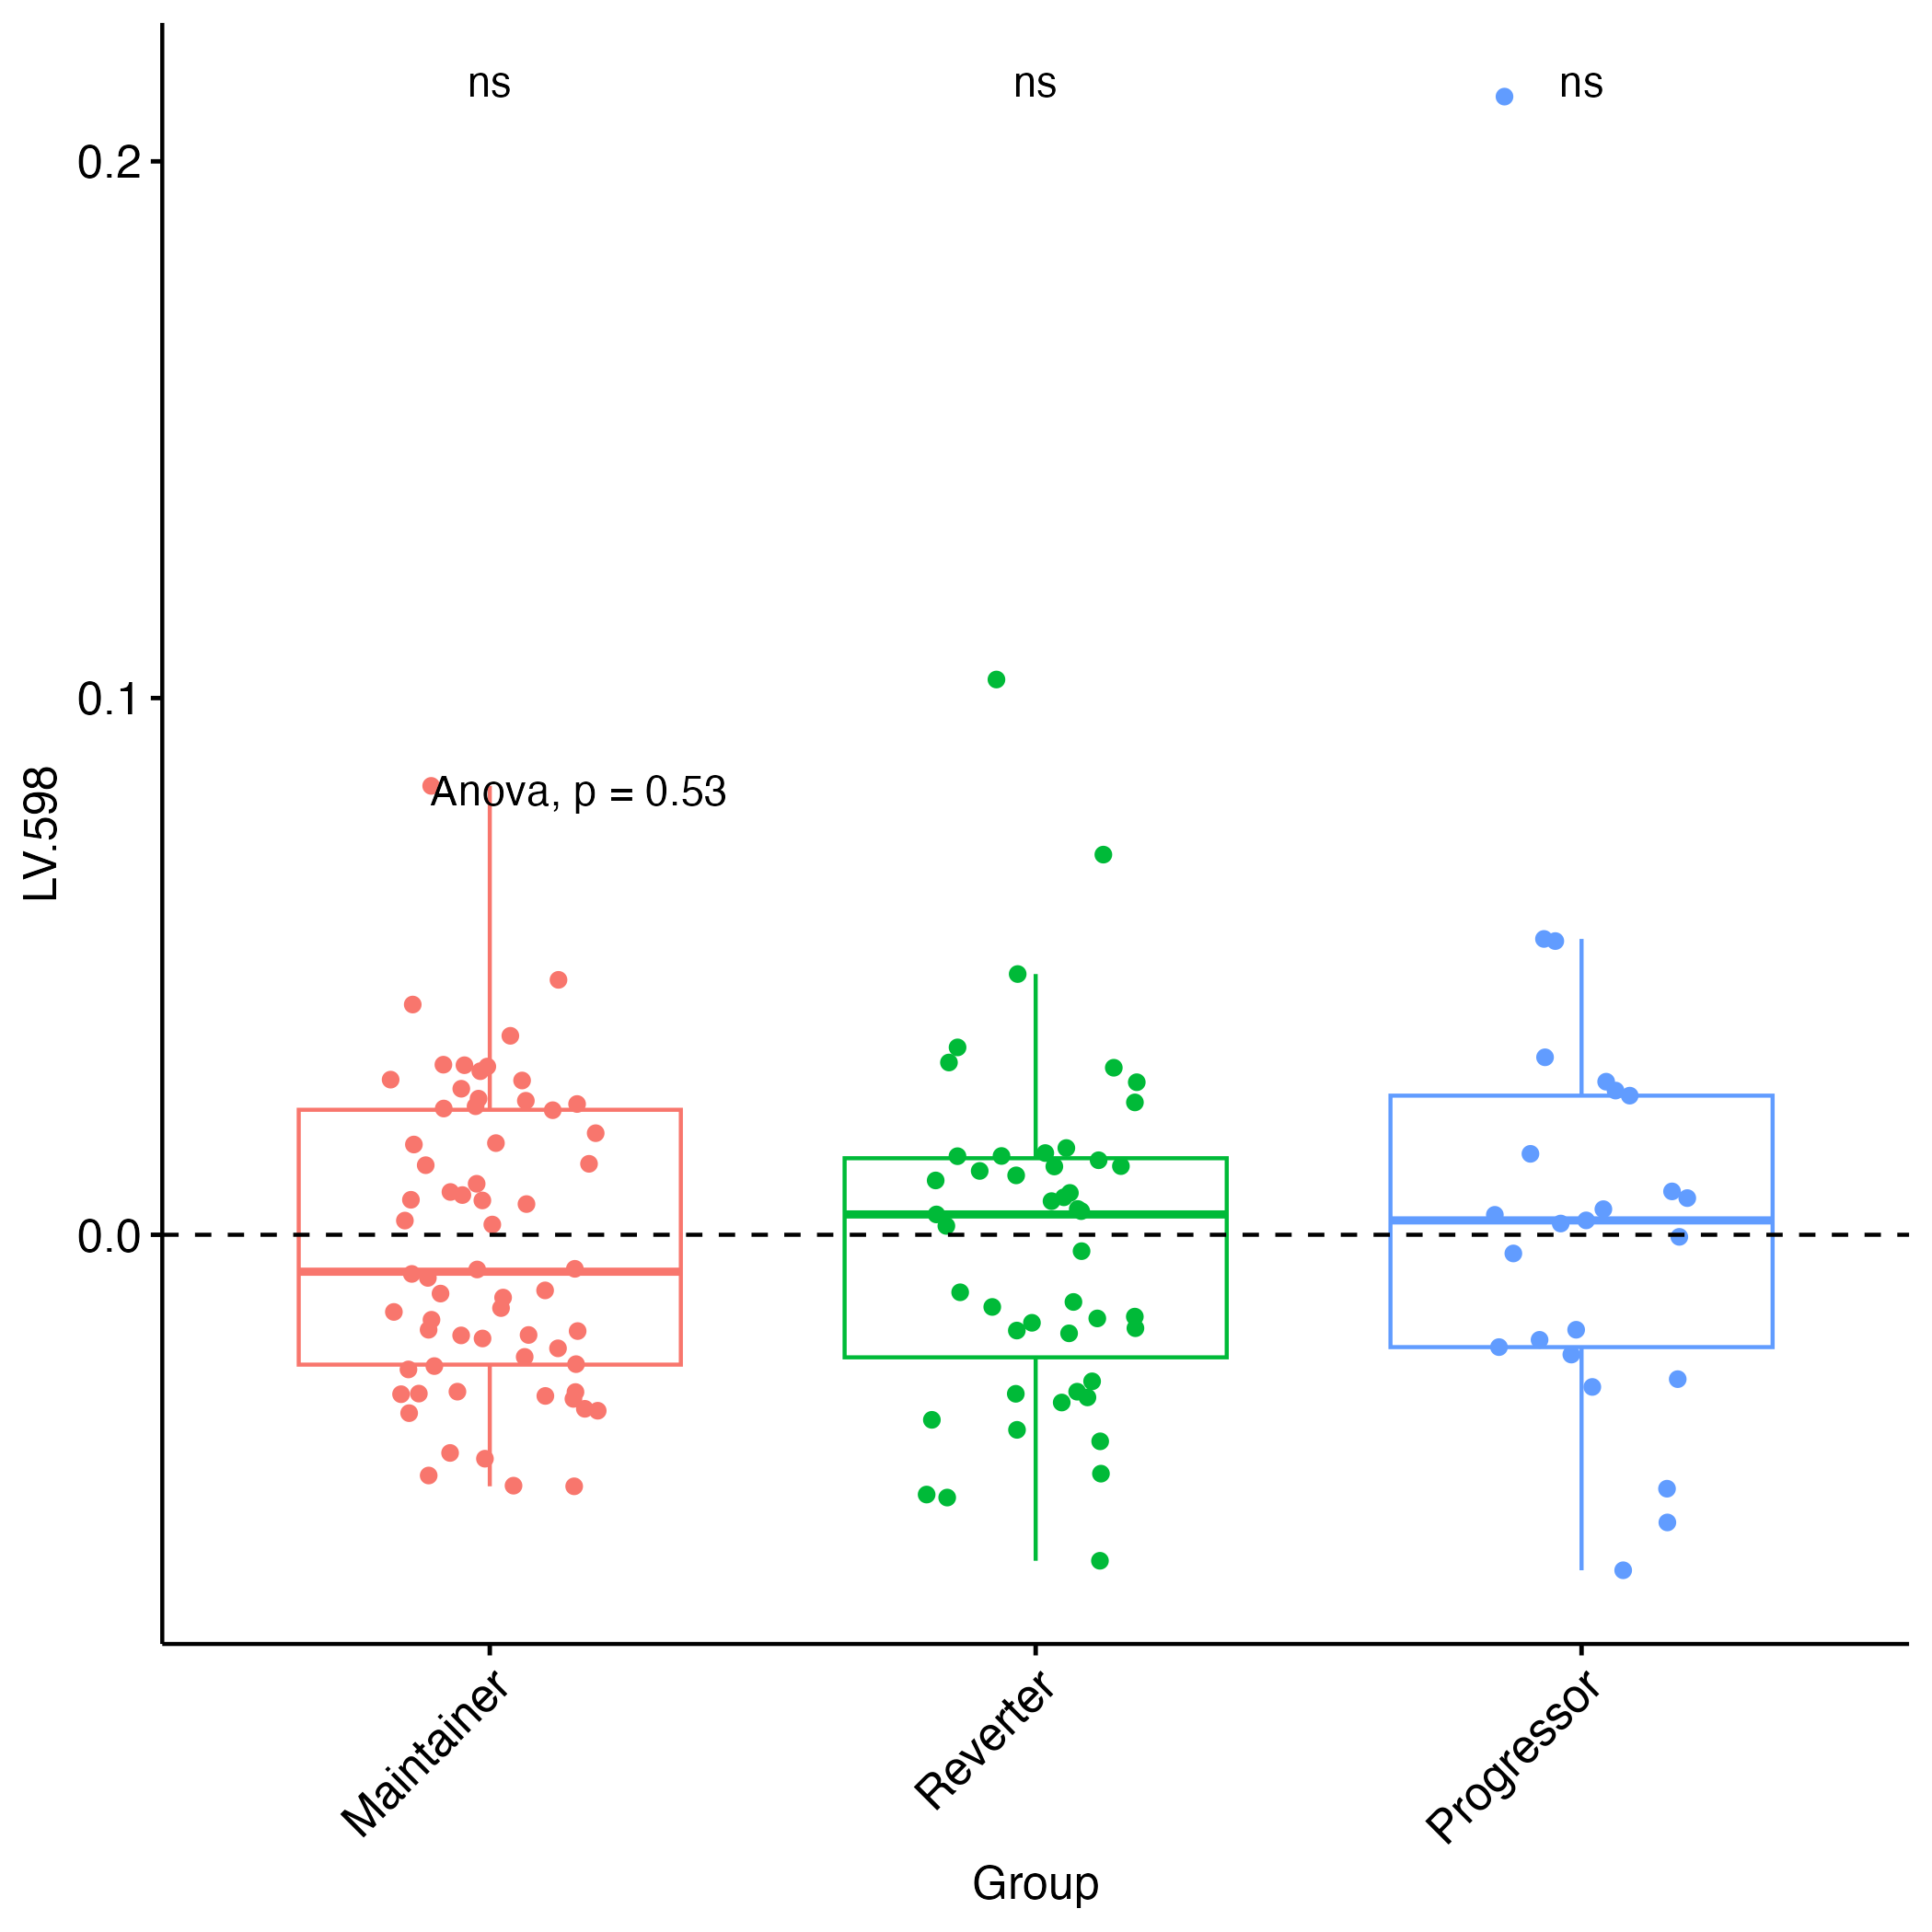 ns ns ns
0.2
0.1
Anova, p = 0.53
LV.598
0.0
Maintainer Reverter Progressor
Group